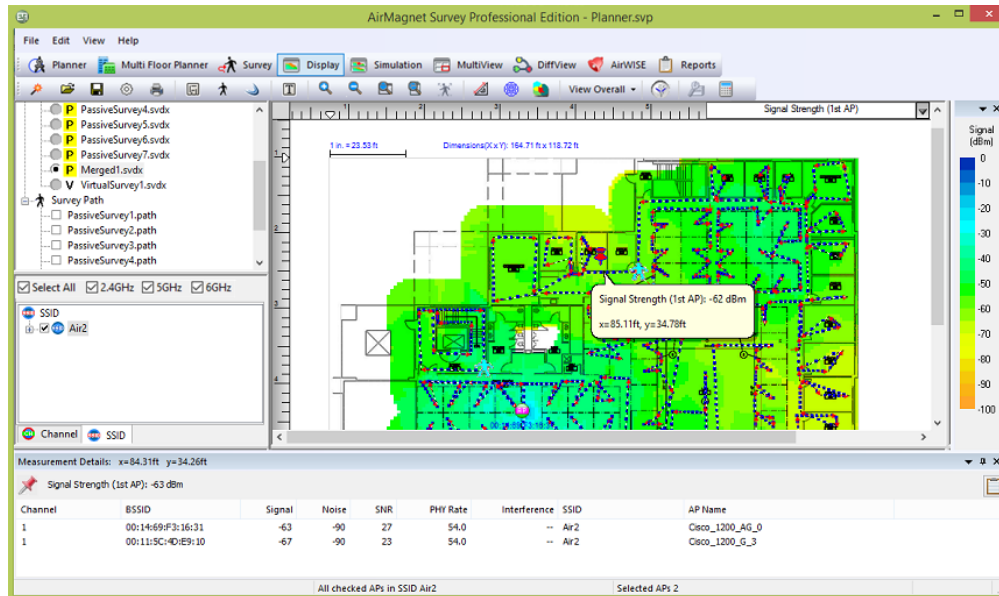 AirMagnet Survey Professional Edition - Planner.svp
File Edit View Help
Planner Multi Floor Planner Survey Display Simulation MultiView DiffView AirWISE Reports
View Overall
PassiveSurvey4.svdx
PassiveSurvey5.svdx
PassiveSurvey6.svdx
PassiveSurvey7.svdx
Merged1.svdx
VirtualSurvey1.svdx
Survey Path
PassiveSurvey1.path
PassiveSurvey2.path
PassiveSurvey3.path
PassiveSurvey4.path
Select All 2.4GHz 5GHz 6GHz
SSID
Air2
Channel SSID
Signal Strength (1st AP)
1 in. = 23.53 ft Dimensions(X x Y): 164.71 ft x 118.72 ft
Signal Strength (1st AP): -62 dBm
x=85.11ft, y=34.78ft
Signal
(dBm)
0
-10
-20
-30
-40
-50
-60
-70
-80
-90
-100
Measurement Details: x=84.31ft y=34.26ft
Signal Strength (1st AP): -63 dBm
Channel BSSID Signal Noise SNR PHY Rate Interference SSID AP Name
1 00:14:69:F3:16:31 -63 -90 27 54.0 -- Air2 Cisco_1200_AG_0
1 00:11:5C:4D:E9:10 -67 -90 23 54.0 -- Air2 Cisco_1200_G_3
All checked APs in SSID Air2 Selected APs 2